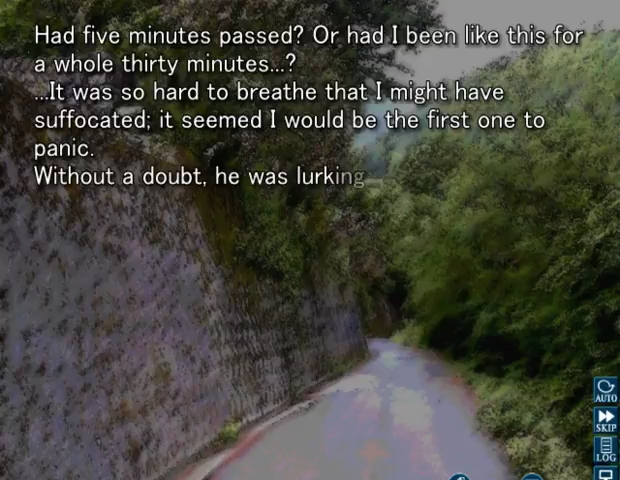 Had five minutes passed? Or had I been like this for
a whole thirty minutes...?
...It was so hard to breathe that I might have
suffocated; it seemed I would be the first one to
panic.
Without a doubt, he was lurking
AUTO
SKIP
LOG